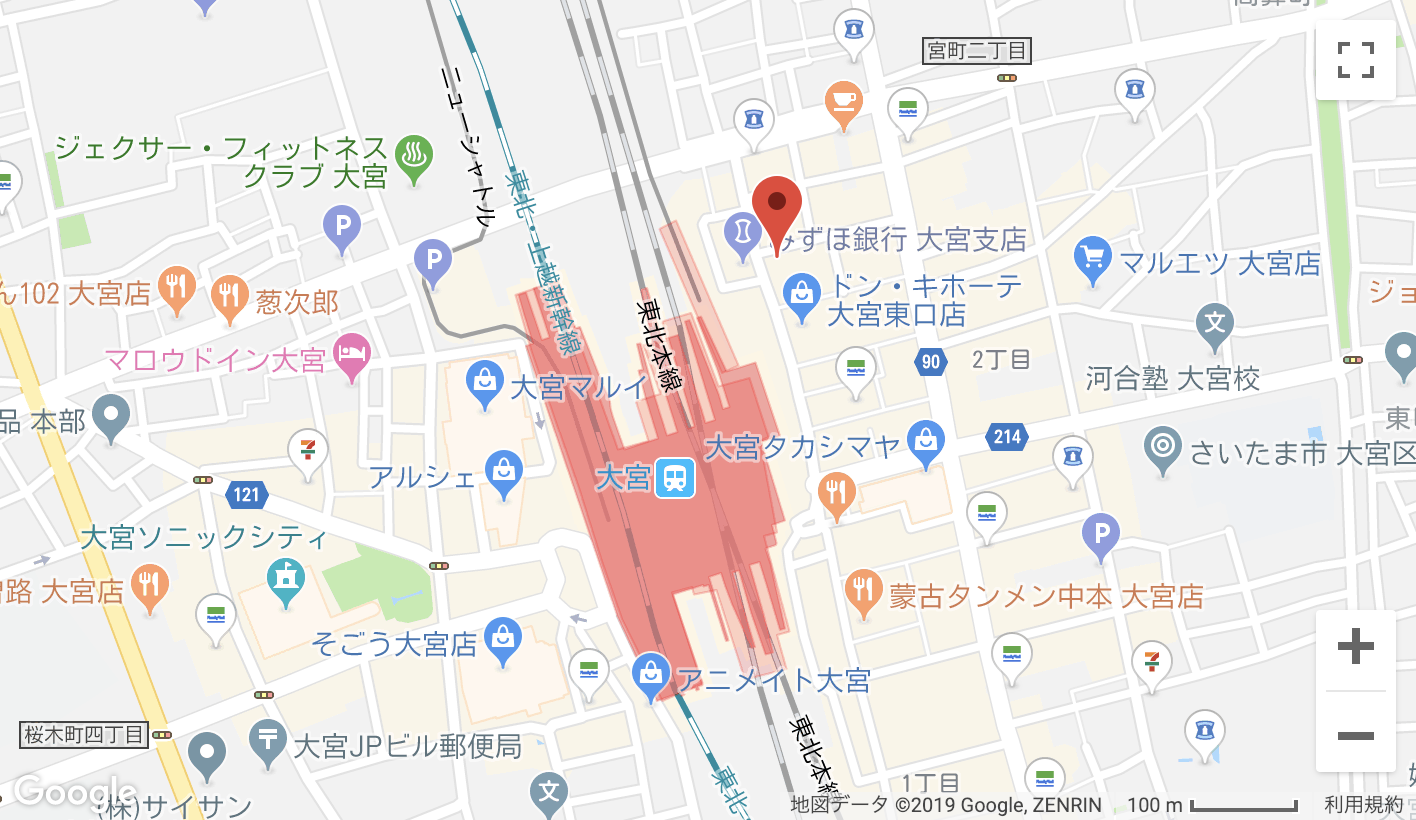 宮町二丁目
ニューシャトル
ジェクサー・フィットネス
クラブ 大宮
東北・上越新幹線
P
P
みずほ銀行 大宮支店
マルエツ 大宮店
ん102 大宮店
葱次郎
ドン・キホーテ
大宮東口店
文
ジョ
東北本線
マロウドイン大宮
大宮マルイ
90
2丁目
河合塾 大宮校
品 本部
大宮タカシマヤ
214
さいたま市 大宮区
アルシェ
大宮
7
121
大宮ソニックシティ
P
路 大宮店
蒙古タンメン中本 大宮店
FamilyMart
そごう大宮店
アニメイト大宮
7
桜木町四丁目
大宮JPビル郵便局
東北本線
東北
文
1丁目
Google
(株)サイサン
地図データ ©2019 Google, ZENRIN
100 m
利用規約